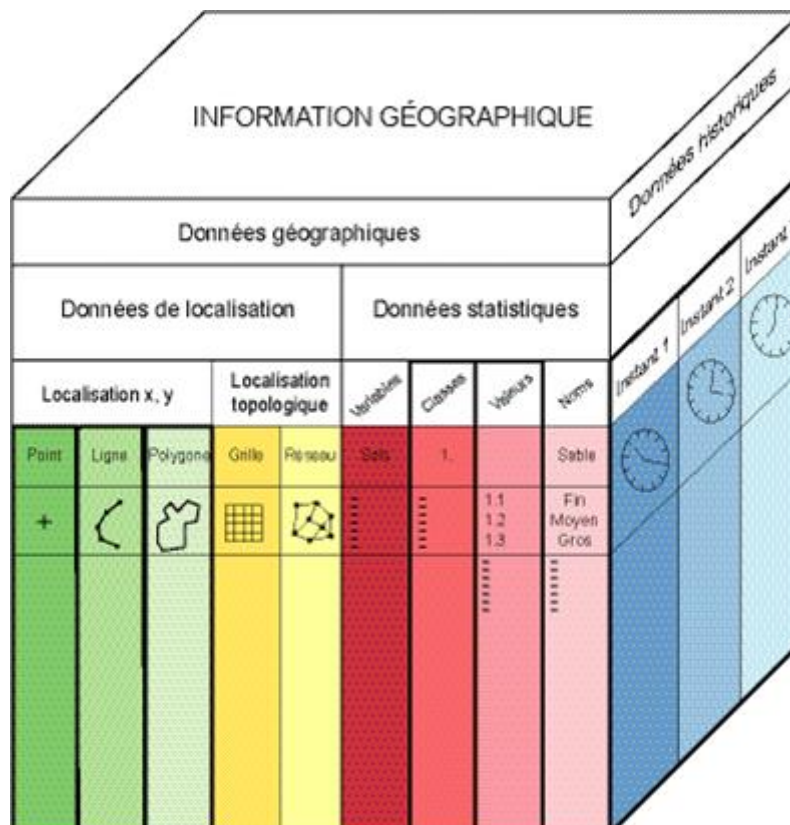 INFORMATION GÉOGRAPHIQUE
Données historiques
Données géographiques
Données de localisation
Données statistiques
Instant 1
Instant 2
Instant
Localisation x, y
Localisation
topologique
Variables
Classes
Valeurs
Noms
Point
Ligne
Polygone
Grille
Réseau
Sols
1.
Sable
1.1
1.2
1.3
Fin
Moyen
Gros